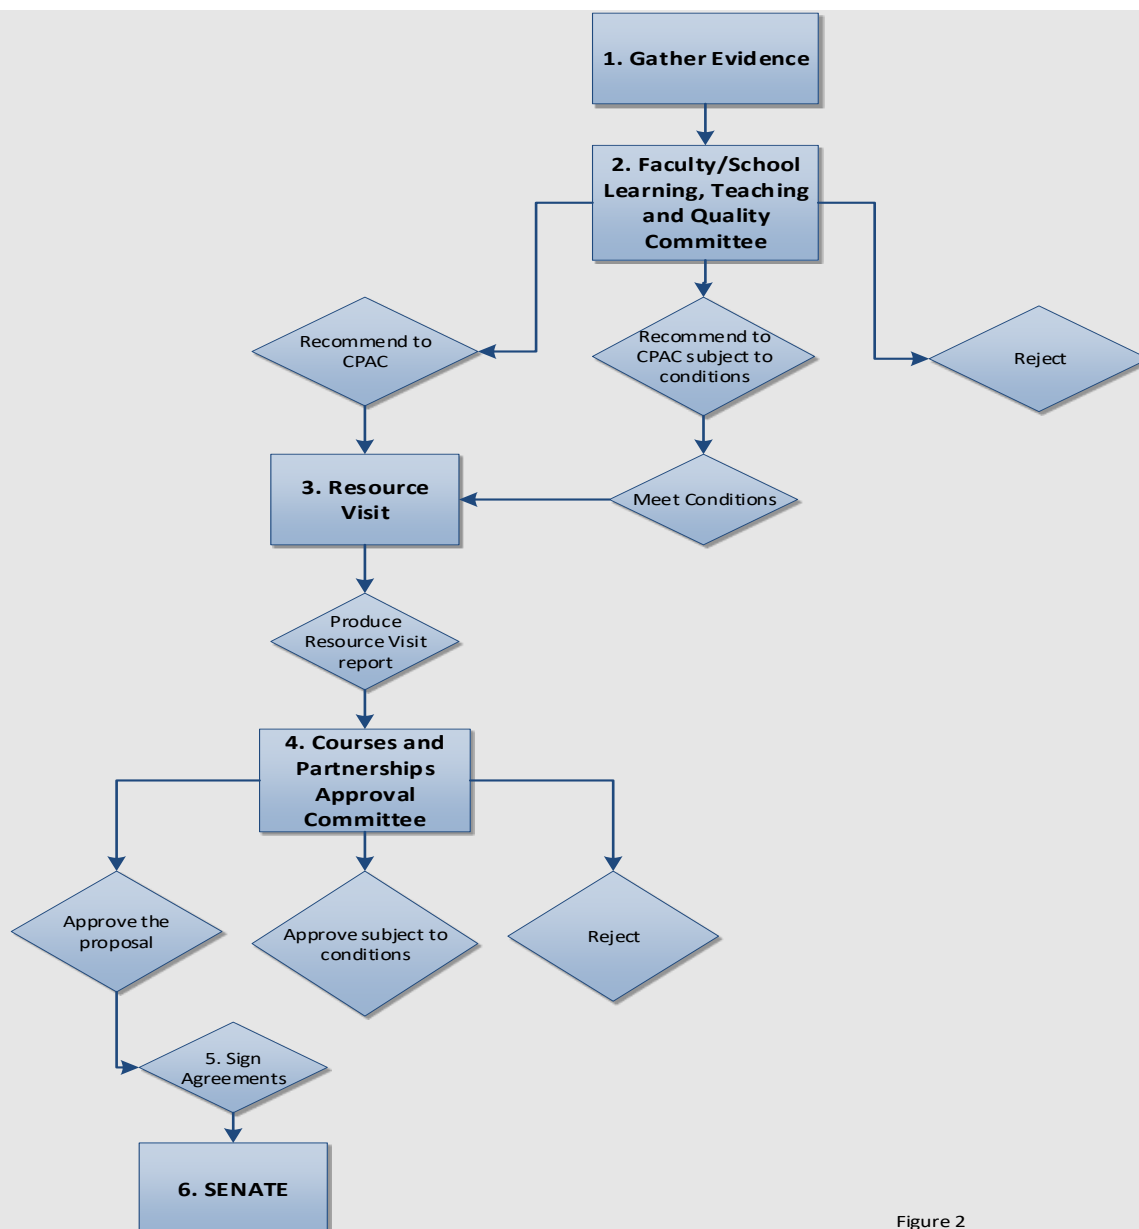 1. Gather Evidence
2. Faculty/School
Learning, Teaching
and Quality
Committee
Recommend to
CPAC
Recommend to
CPAC subject to
conditions
Reject
3. Resource
Visit
Meet Conditions
Produce
Resource Visit
report
4. Courses and
Partnerships
Approval
Committee
Approve the
proposal
Approve subject to
conditions
Reject
5. Sign
Agreements
6. SENATE
Figure 2